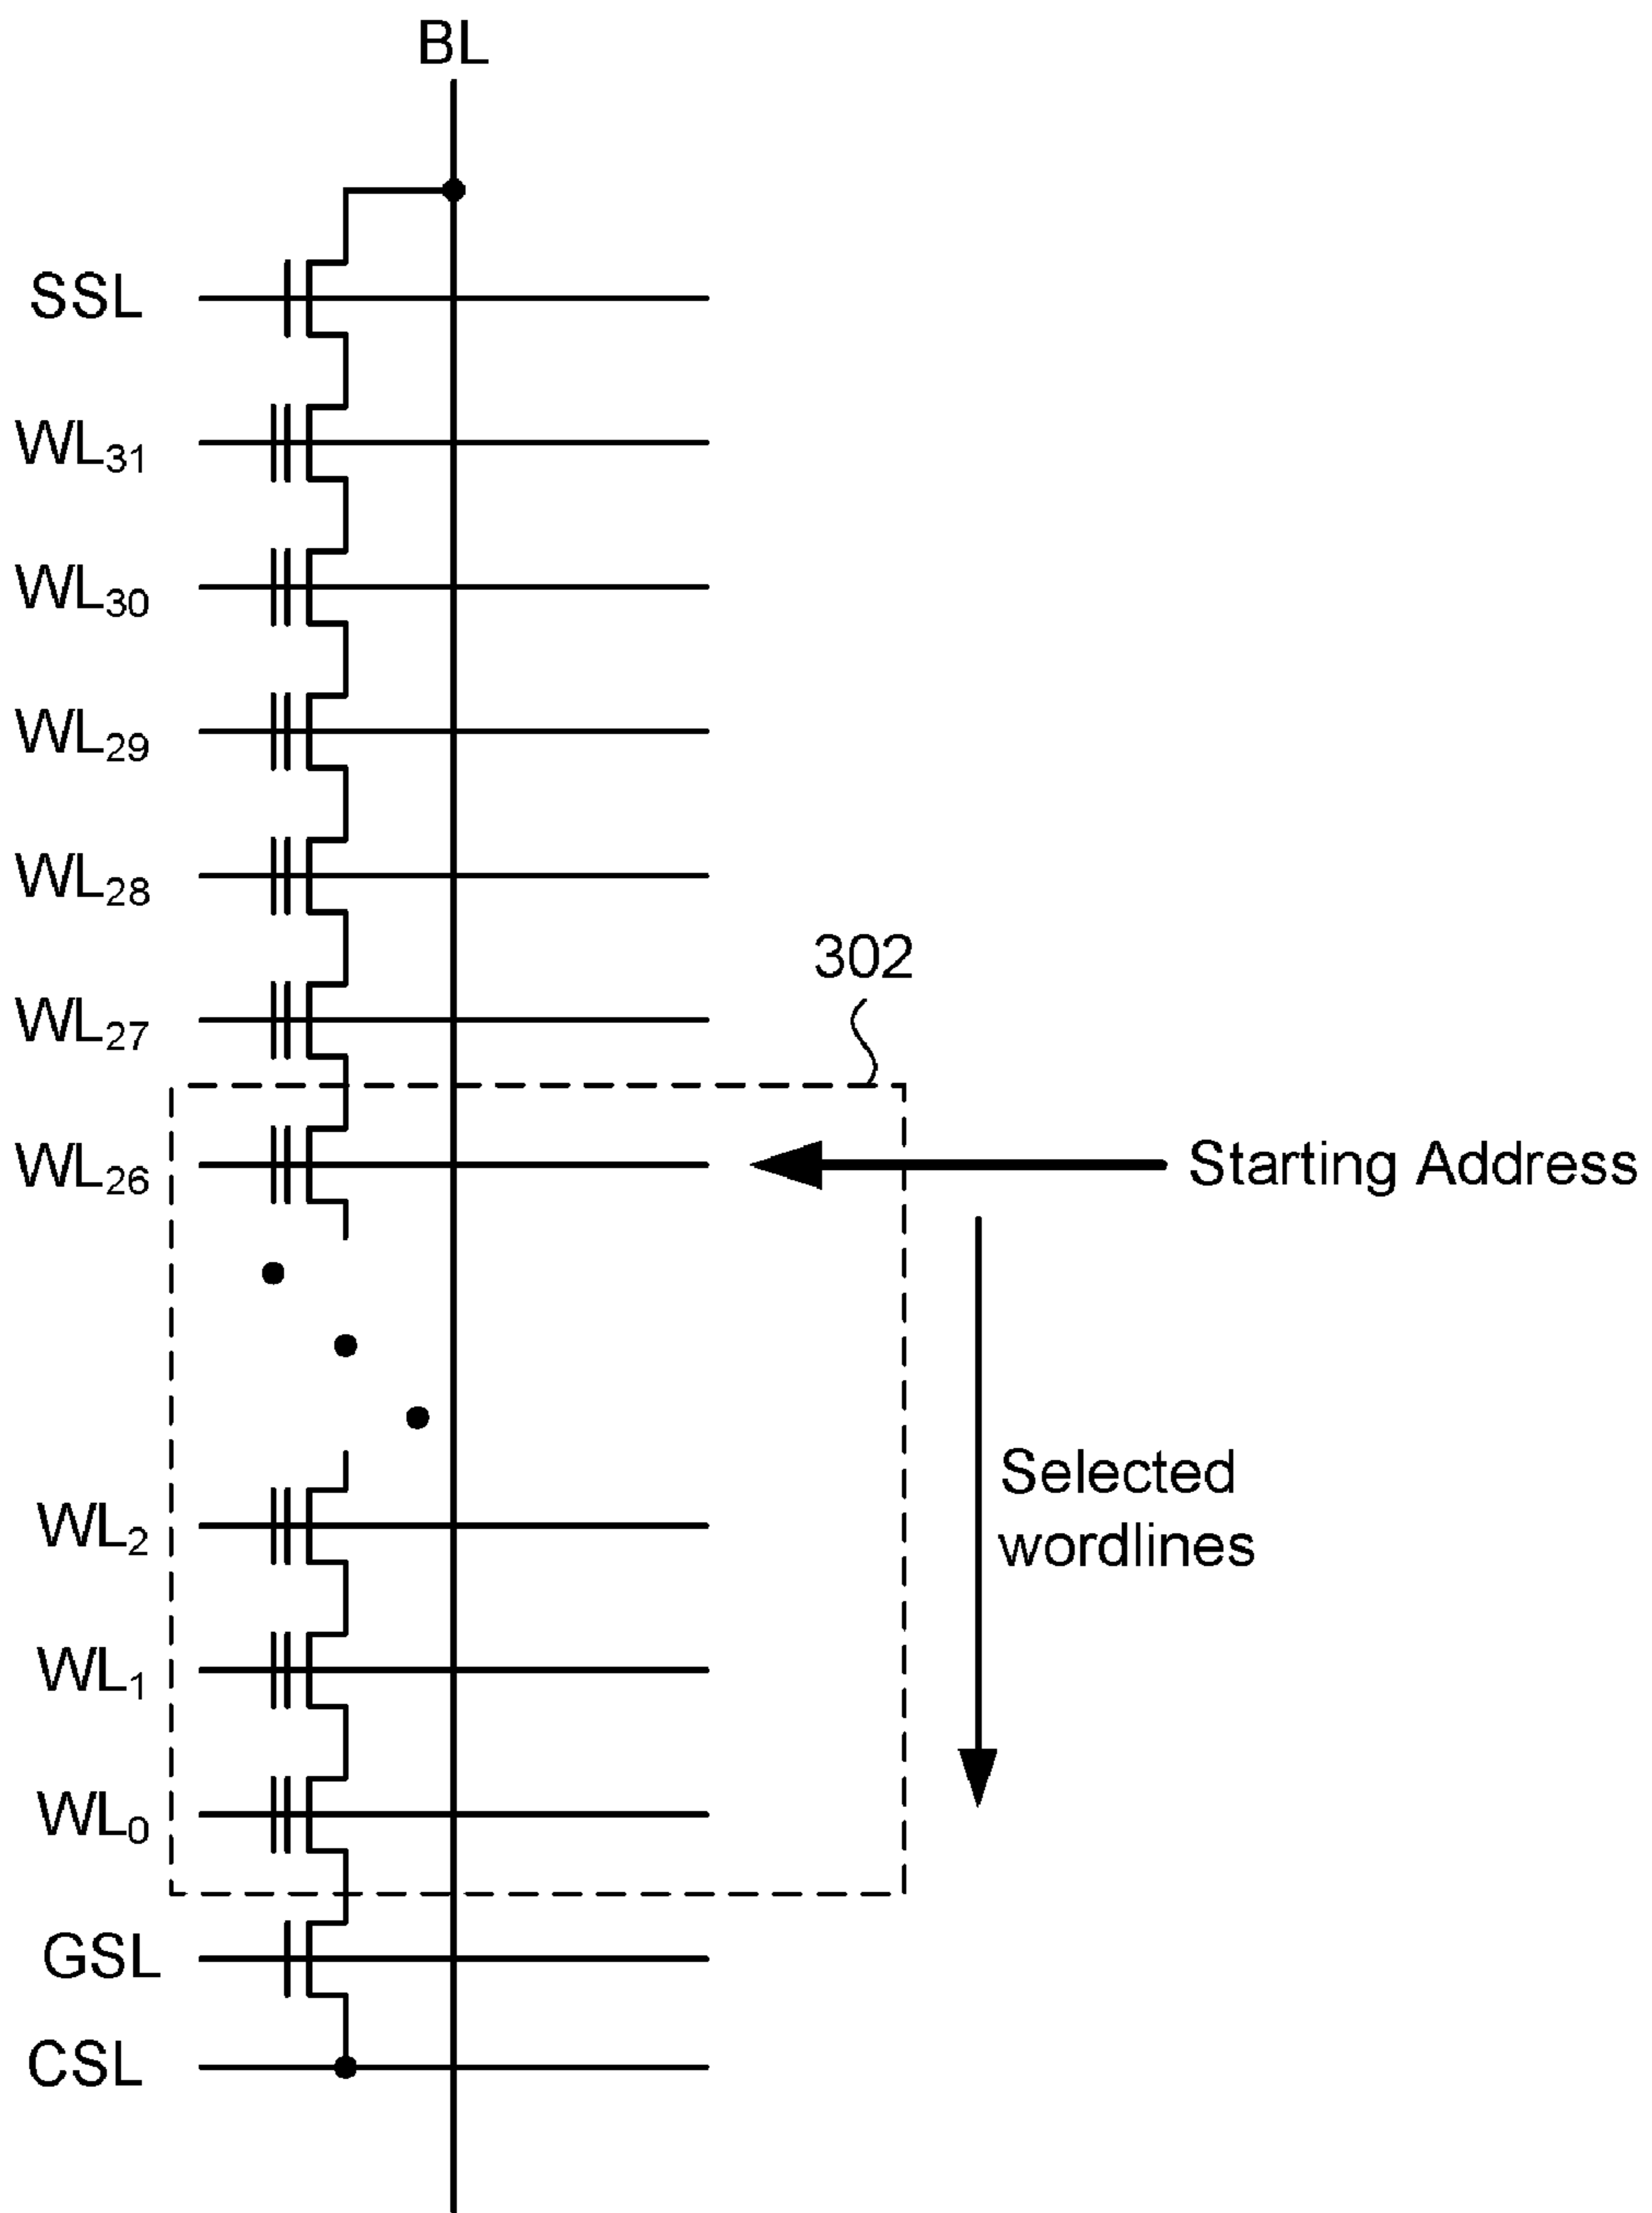 BL
SSL
WL31
WL30
WL29
WL28
WL27
302
WL26
Starting Address
Selected
wordlines
WL2
WL1
WL0
GSL
CSL